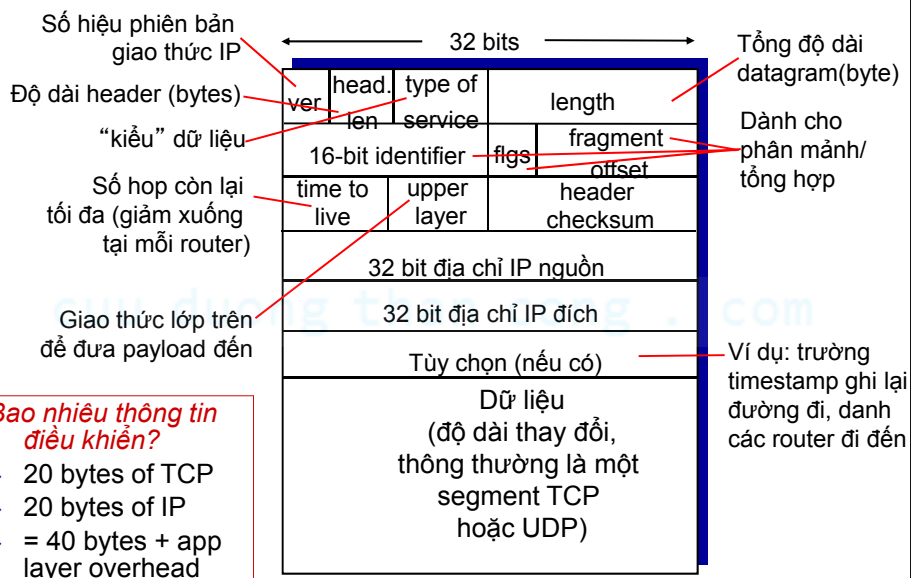 Số hiệu phiên bản
giao thức IP
32 bits
Tổng độ dài
datagram(byte)
Độ dài header (bytes)
ver
head.
len
type of
service
length
"kiểu" dữ liệu
Dành cho
phân mảnh/
tổng hợp
16-bit identifier
flgs
fragment
offset
Số hop còn lại
tối đa (giảm xuống
tại mỗi router)
time to
live
upper
layer
header
checksum
32 bit địa chỉ IP nguồn
cuu duong than cong . com
32 bit địa chỉ IP đích
Giao thức lớp trên
để đưa payload đến
Tùy chọn (nếu có)
Ví dụ: trường
timestamp ghi lại
đường đi, danh
các router đi đến
Dữ liệu
(độ dài thay đổi,
thông thường là một
segment TCP
hoặc UDP)
Bao nhiêu thông tin
điều khiển?
20 bytes of TCP
20 bytes of IP
= 40 bytes + app
layer overhead